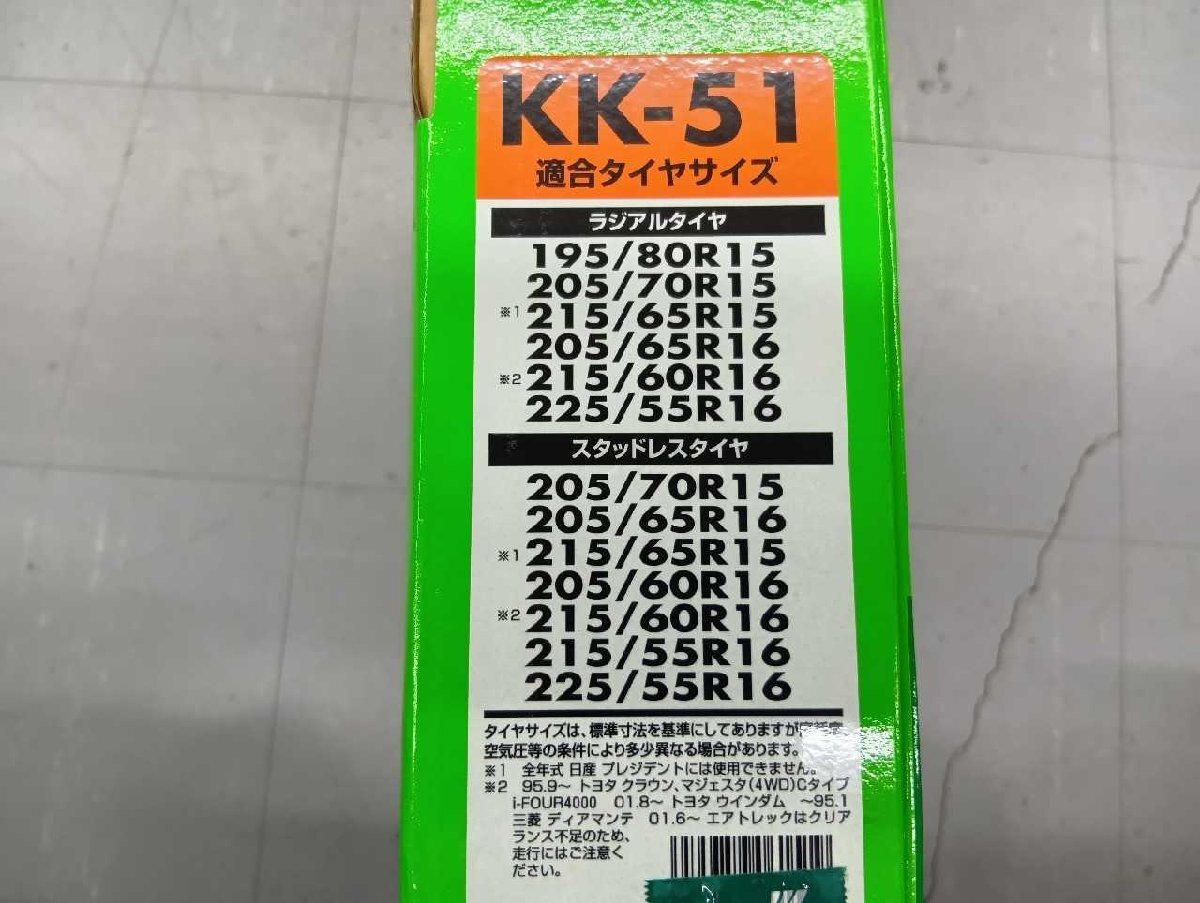 KK-51
適合タイヤサイズ
ラジアルタイヤ
195/80R15
205/70R15
※1 215/65R15
205/65R16
※2 215/60R16
225/55R16
スタッドレスタイヤ
205/70R15
205/65R16
※1 215/65R15
205/60R16
※2 215/60R16
215/55R16
225/55R16
タイヤサイズは、標準寸法を基準にしてありますが
空気圧等の条件により多少異なる場合があります。
※1 全年式 日産 プレジデントには使用できません。
※2 95.9～ トヨタ クラウン、マジェスタ(4WD)Cタイプ
i-FOUR4000 01.8～ トヨタ ウインダム ～95.1
三菱 ディアマンテ 01.6～ エアトレックはクリア
ランス不足のため、
走行にはご注意く
ださい。